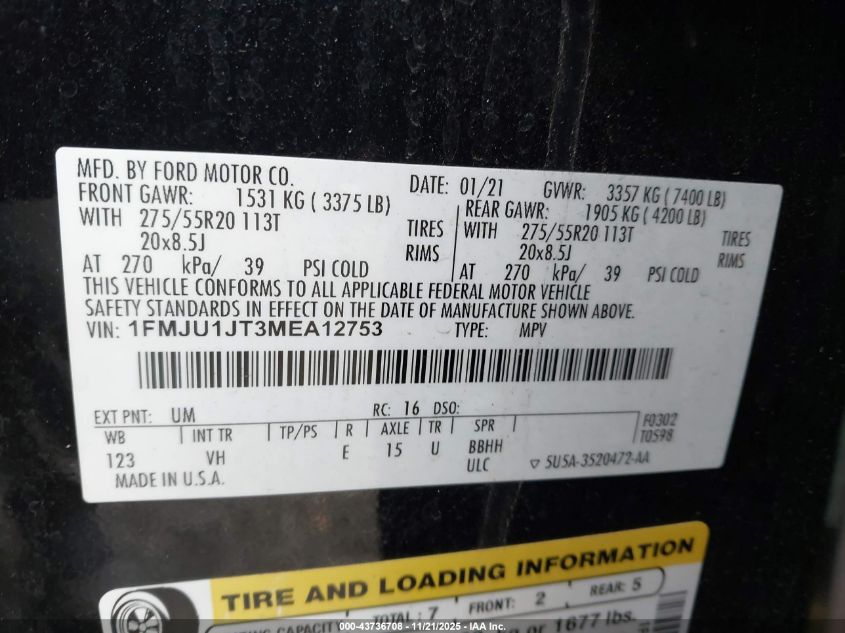 MFD. BY FORD MOTOR CO. DATE: 01/21 GVWR: 3357 KG ( 7400 LB)
FRONT GAWR: 1531 KG ( 3375 LB) REAR GAWR: 1905 KG ( 4200 LB)
WITH 275/55R20 113T TIRES WITH 275/55R20 113T TIRES
20x8.5J RIMS 20x8.5J RIMS
AT 270 kPa/ 39 PSI COLD AT 270 kPa/ 39 PSI COLD
THIS VEHICLE CONFORMS TO ALL APPLICABLE FEDERAL MOTOR VEHICLE
SAFETY STANDARDS IN EFFECT ON THE DATE OF MANUFACTURE SHOWN ABOVE.
VIN: 1FMJU1JT3MEA12753 TYPE: MPV
EXT PNT: UM RC: 16 DSO: F0302
WB INT TR TP/PS R AXLE TR SPR T0598
123 VH E 15 U BBHH
ULC 5U5A-3520472-AA
MADE IN U.S.A.
TIRE AND LOADING INFORMATION
TOTAL: 7 FRONT: 2 REAR: 5
or 1677 lbs.
000-43736708 - 11/21/2025 - IAA Inc.